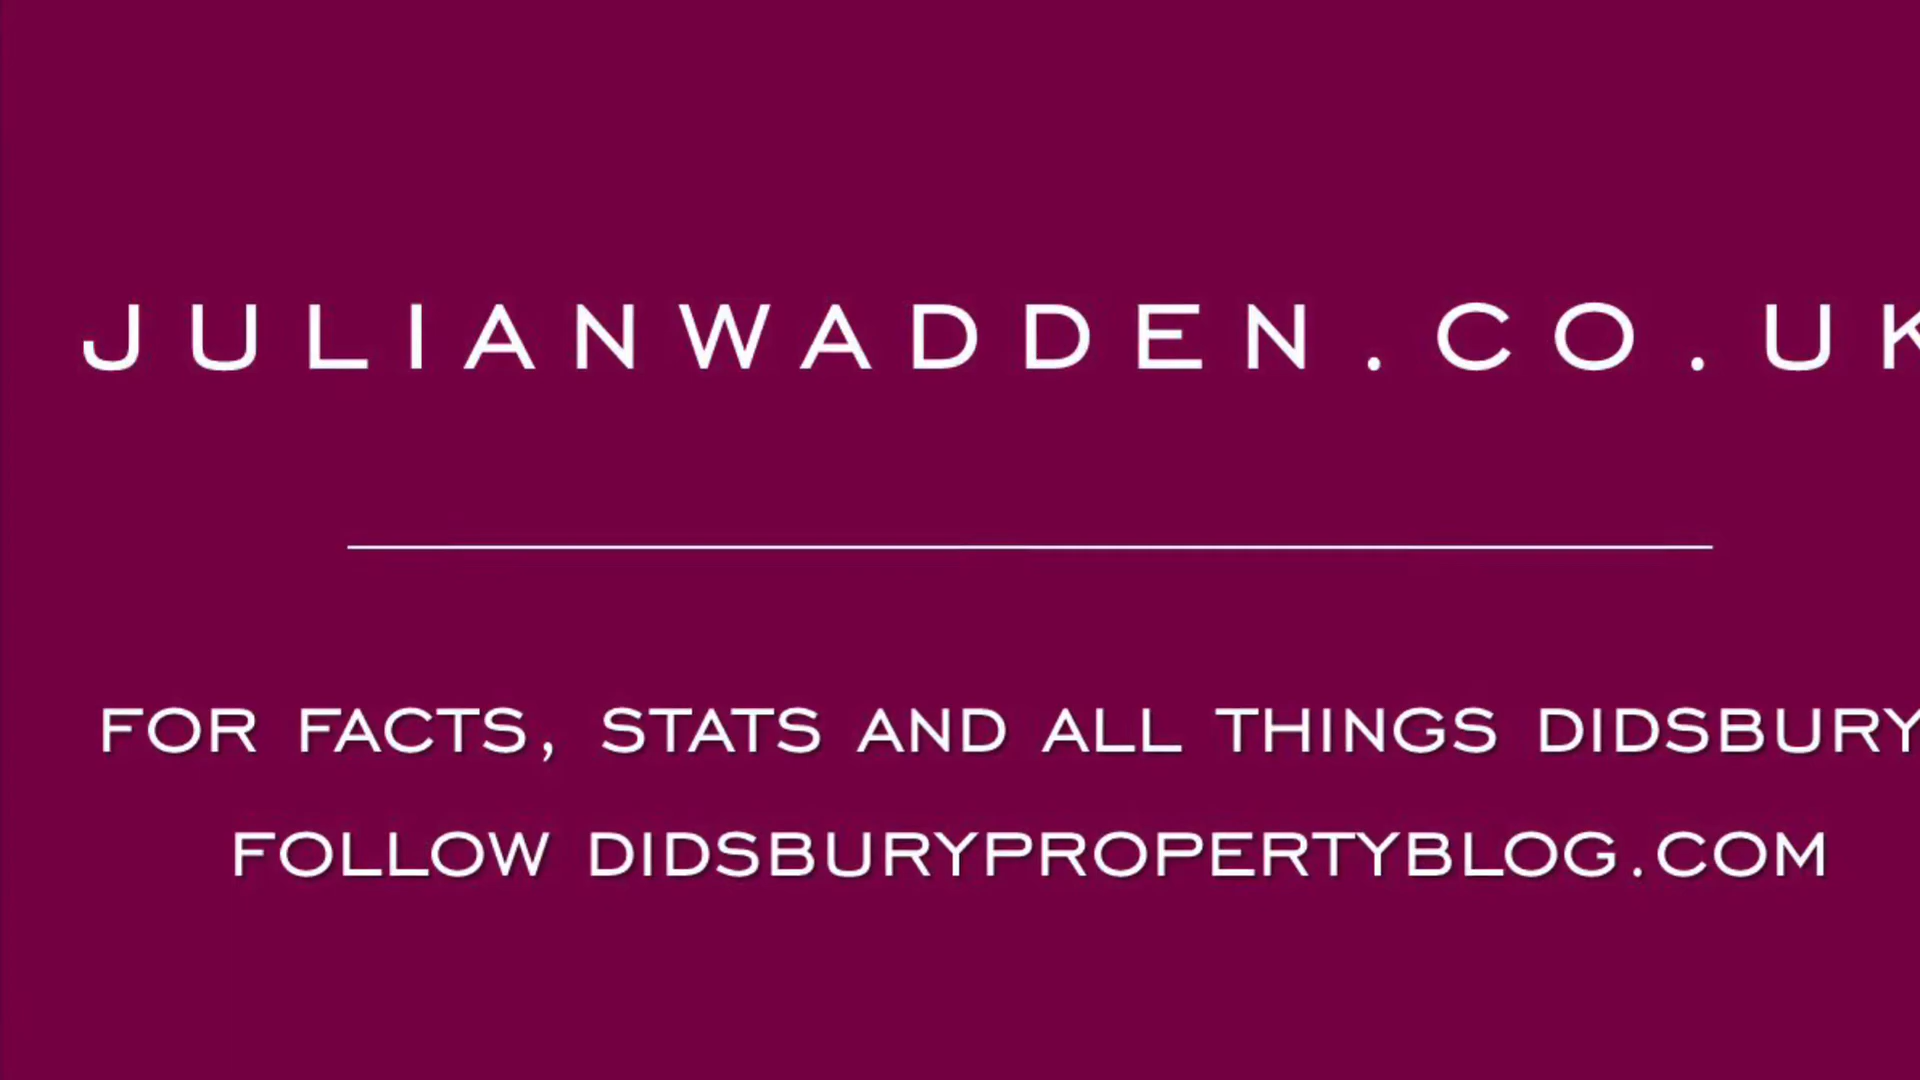 JULIANWADDEN.CO.UK
FOR FACTS, STATS AND ALL THINGS DIDSBURY
FOLLOW DIDSBURYPROPERTYBLOG.COM